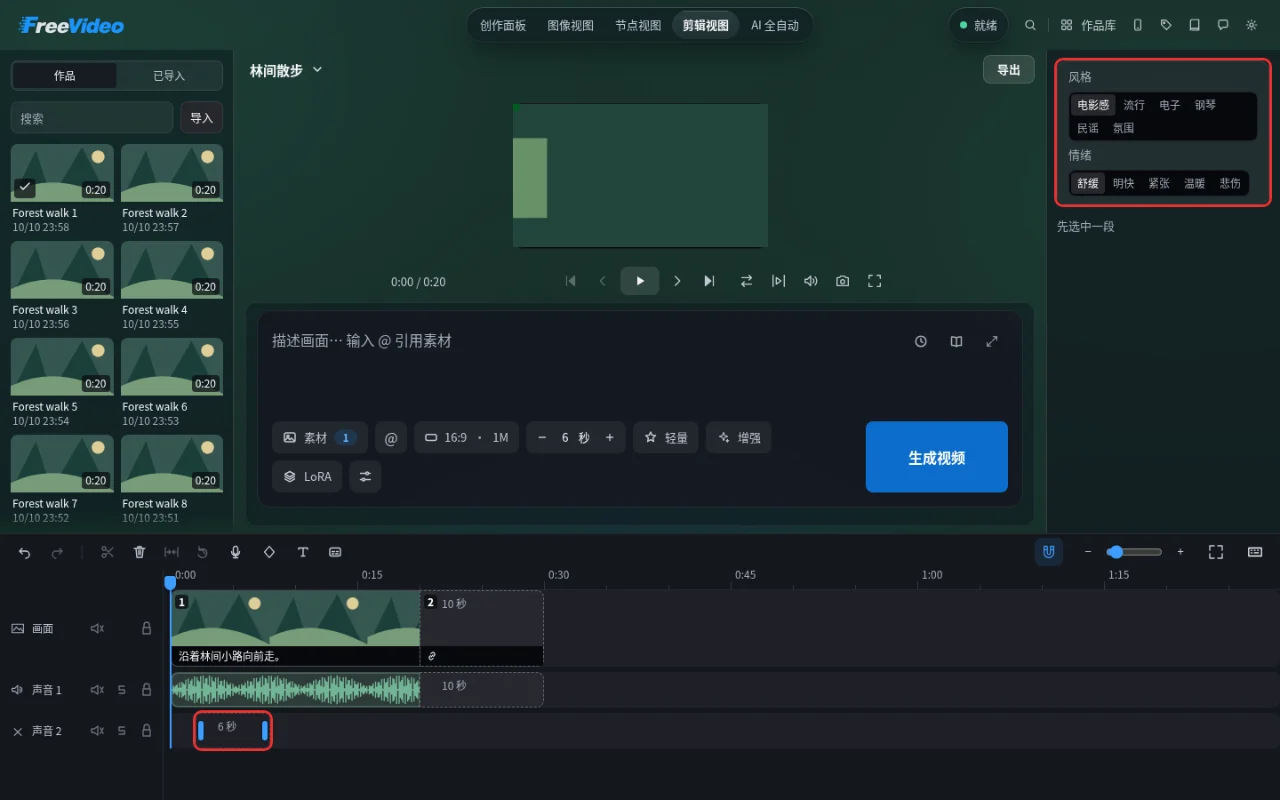 FreeVideo
创作面板 图像视图 节点视图 剪辑视图 AI 全自动
就绪 作品库
作品 已导入
搜索 导入
0:20 0:20
Forest walk 1 Forest walk 2
10/10 23:58 10/10 23:57
0:20 0:20
Forest walk 3 Forest walk 4
10/10 23:56 10/10 23:55
0:20 0:20
Forest walk 5 Forest walk 6
10/10 23:54 10/10 23:53
0:20 0:20
Forest walk 7 Forest walk 8
10/10 23:52 10/10 23:51
林间散步 导出
0:00 / 0:20
描述画面… 输入 @ 引用素材
素材 1 @ 16:9 · 1M − 6 秒 + 轻量 增强
LoRA
生成视频
风格
电影感 流行 电子 钢琴
民谣 氛围
情绪
舒缓 明快 紧张 温暖 悲伤
先选中一段
0:00 0:15 0:30 0:45 1:00 1:15
画面 1 2 10 秒
沿着林间小路向前走。
声音 1 S 10 秒
声音 2 S 6 秒